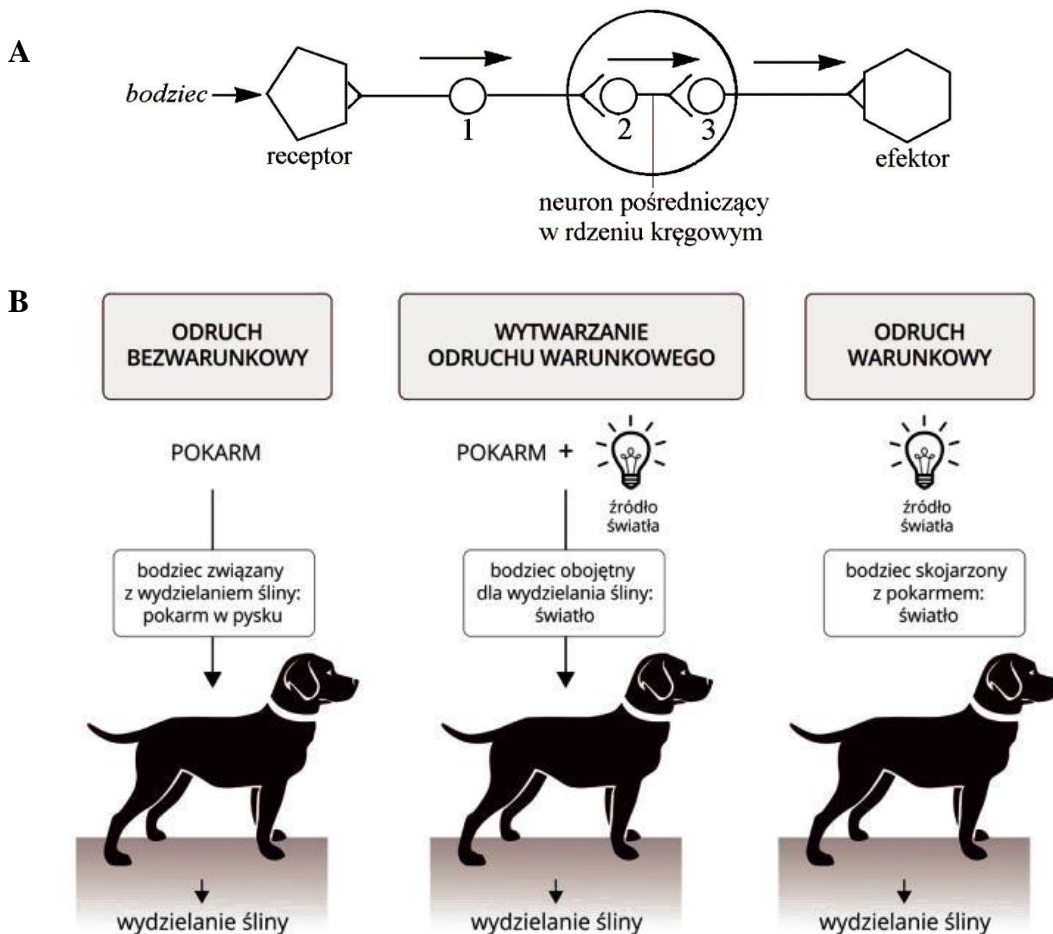 A
bodziec
receptor
1
2
3
efektor
neuron pośredniczący
w rdzeniu kręgowym
B
ODRUCH
BEZWARUNKOWY
WYTWARZANIE
ODRUCHU WARUNKOWEGO
ODRUCH
WARUNKOWY
POKARM
POKARM +
źródło
światła
źródło
światła
bodziec związany
z wydzielaniem śliny:
pokarm w pysku
bodziec obojętny
dla wydzielania śliny:
światło
bodziec skojarzony
z pokarmem:
światło
wydzielanie śliny
wydzielanie śliny
wydzielanie śliny